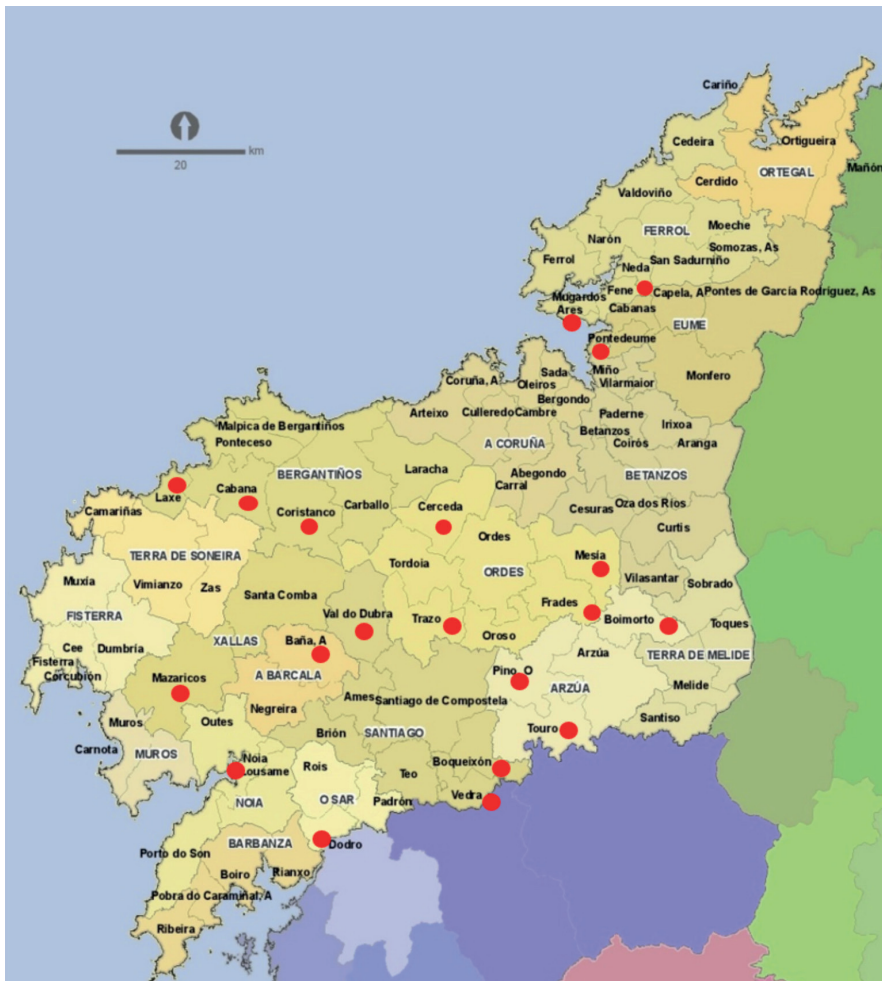 Cariño
Cedeira
Ortigueira
ORTEGAL
Mañón
Cerdido
Valdoviño
FERROL
Moeche
Narón
Somozas, As
Ferrol
San Sadurniño
Neda
Fene
Capela, A
Pontes de García Rodríguez, As
Mugardos
Ares
Cabanas
EUME
Pontedeume
Miño
Vilarmaior
Monfero
km
20
Sada
Coruña, A
Oleiros
Bergondo
Arteixo
Culleredo
Cambre
Paderne
Irixoa
Betanzos
Coirós
Aranga
A CORUÑA
Malpica de Bergantiños
Ponteceso
BERGANTIÑOS
Laracha
Abegondo
Carral
BETANZOS
Cabana
Laxe
Coristanco
Carballo
Cerceda
Cesuras
Oza dos Ríos
Curtis
Camariñas
Ordes
TERRA DE SONEIRA
Tordoia
ORDES
Mesía
Vilasantar
Sobrado
Muxía
Vimianzo
Zas
Santa Comba
Val do Dubra
Trazo
Frades
Boimorto
Toques
FISTERRA
XALLAS
Baña, A
Oroso
Cee
Dumbría
Arzúa
TERRA DE MELIDE
Fisterra
Corcubión
Mazaricos
A BARCALA
Pino, O
ARZÚA
Melide
Ames
Santiago de Compostela
Negreira
Muros
Outes
Brión
SANTIAGO
Touro
Santiso
Carnota
MUROS
Noia
Lousame
Rois
Teo
Boqueixón
NOIA
O SAR
Padrón
Vedra
BARBANZA
Dodro
Porto do Son
Boiro
Rianxo
Pobra do Caramiñal, A
Ribeira